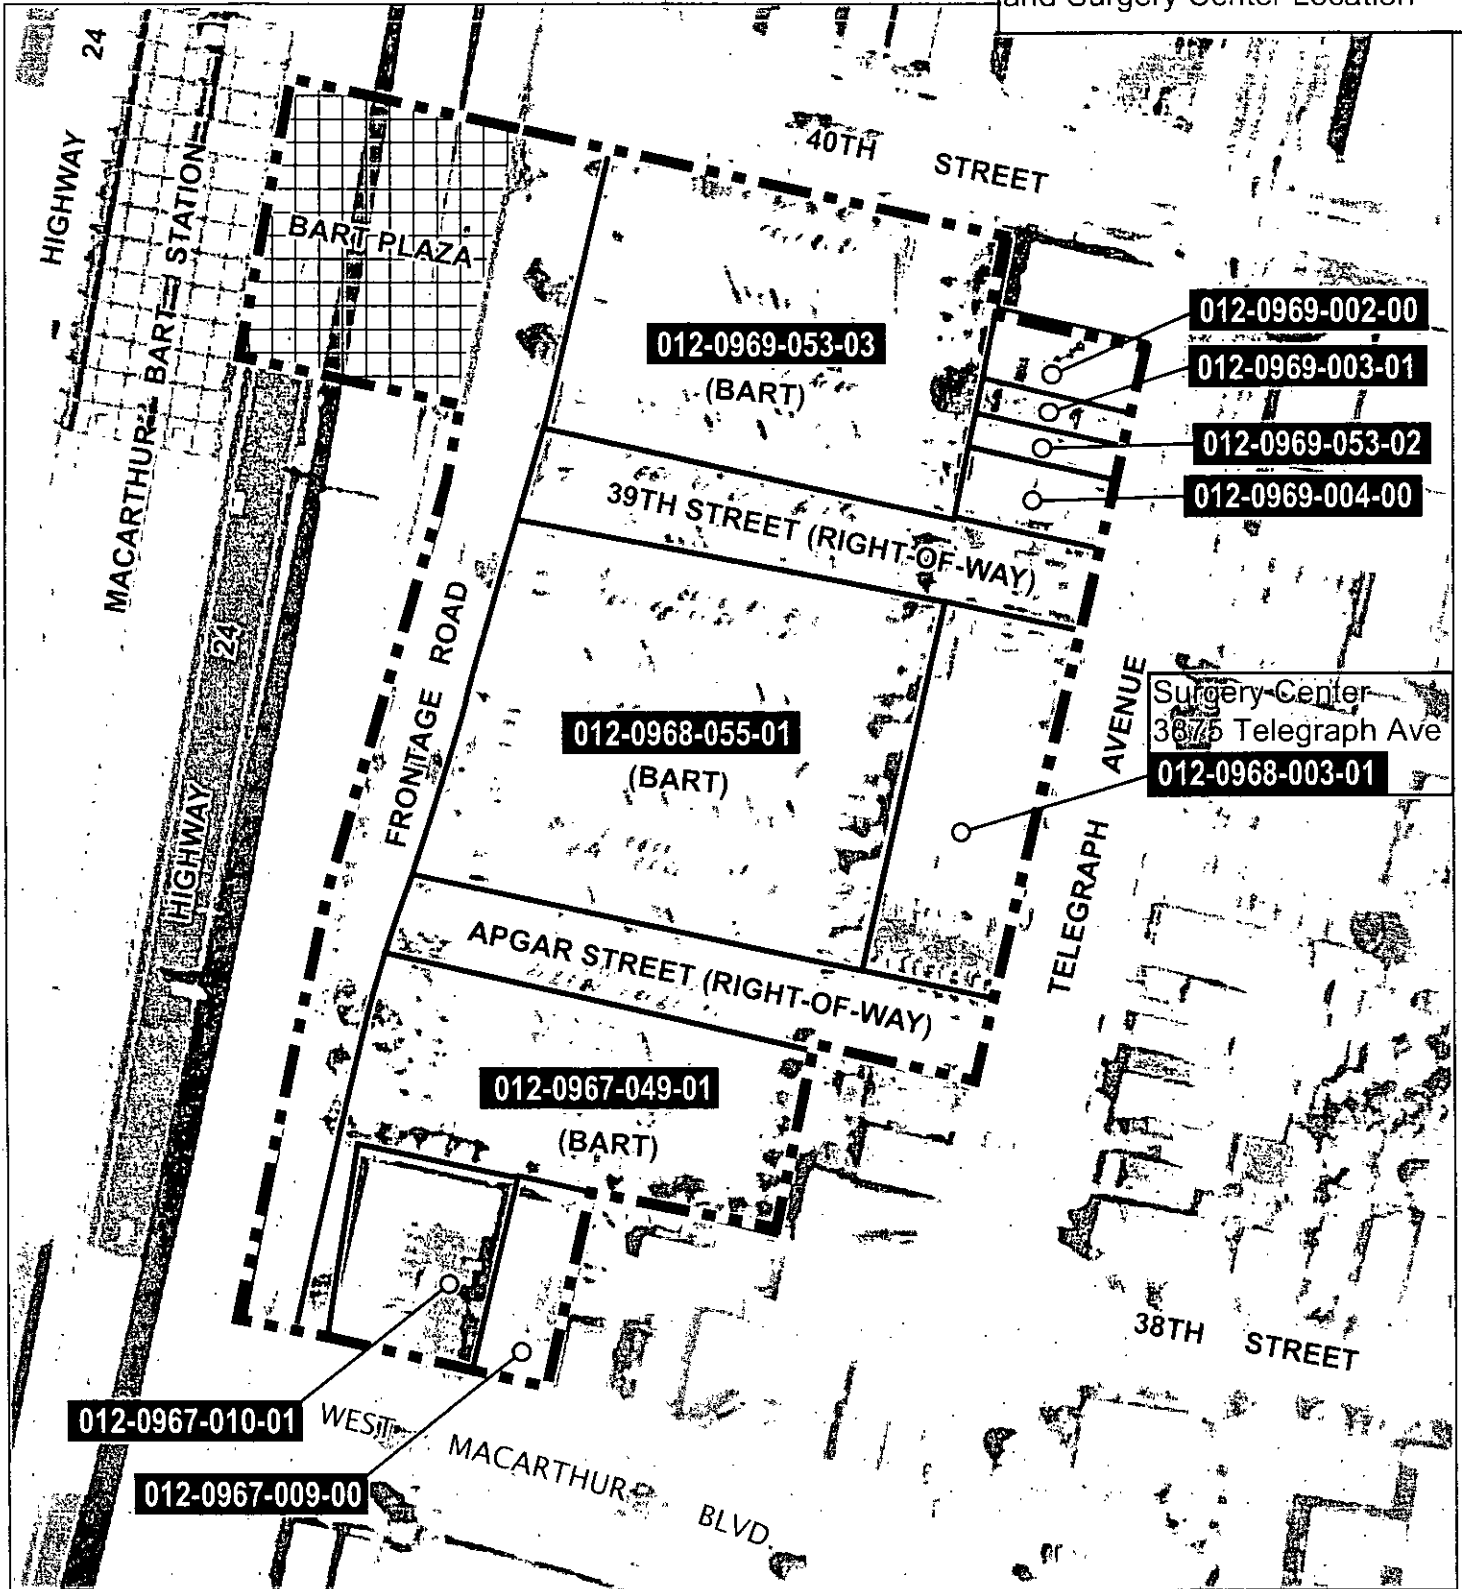 and Surgery Center Location
24
HIGHWAY
MACARTHUR BART STATION
BART PLAZA
40TH STREET
012-0969-053-03
(BART)
012-0969-002-00
012-0969-003-01
012-0969-053-02
012-0969-004-00
39TH STREET (RIGHT-OF-WAY)
FRONTAGE ROAD
HIGHWAY 24
012-0968-055-01
(BART)
TELEGRAPH AVENUE
Surgery Center
3875 Telegraph Ave
012-0968-003-01
APGAR STREET (RIGHT-OF-WAY)
012-0967-049-01
(BART)
38TH STREET
012-0967-010-01
012-0967-009-00
WEST MACARTHUR BLVD.